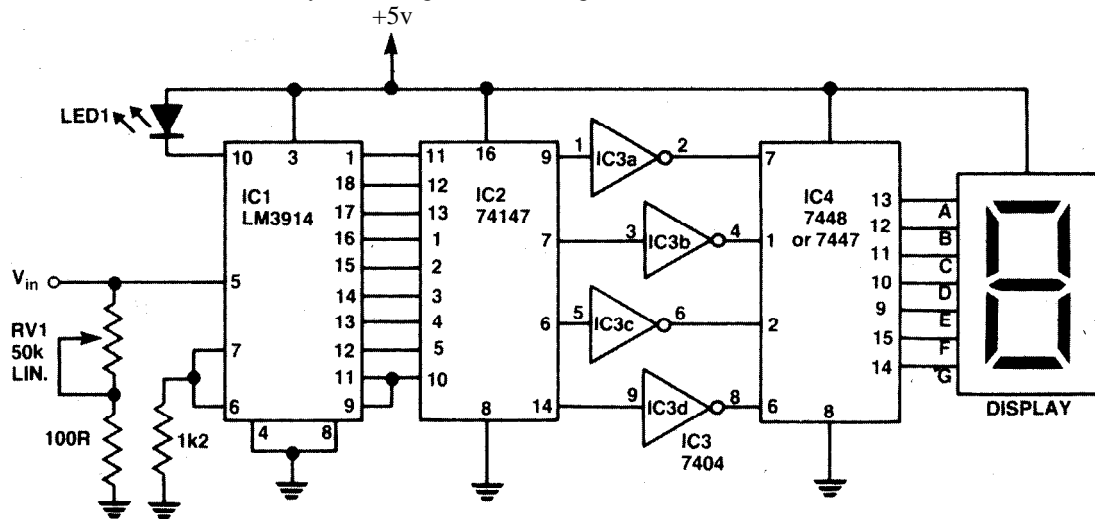 +5v
LED1
10
3
1
IC1
LM3914
18
17
16
15
14
13
12
11
9
5
7
6
4
8
Vin
RV1
50k
LIN.
100R
1k2
11
16
9
12
IC2
74147
13
1
7
2
3
6
4
5
10
8
14
1
IC3a
2
3
IC3b
4
5
IC3c
6
9
IC3d
8
IC3
7404
7
IC4
7448
or 7447
13
12
1
11
10
9
2
15
14
6
8
A
B
C
D
E
F
G
DISPLAY